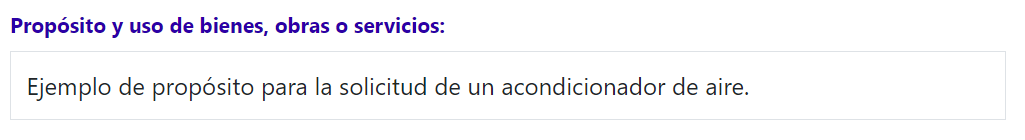 Propósito y uso de bienes, obras o servicios:
Ejemplo de propósito para la solicitud de un acondicionador de aire.